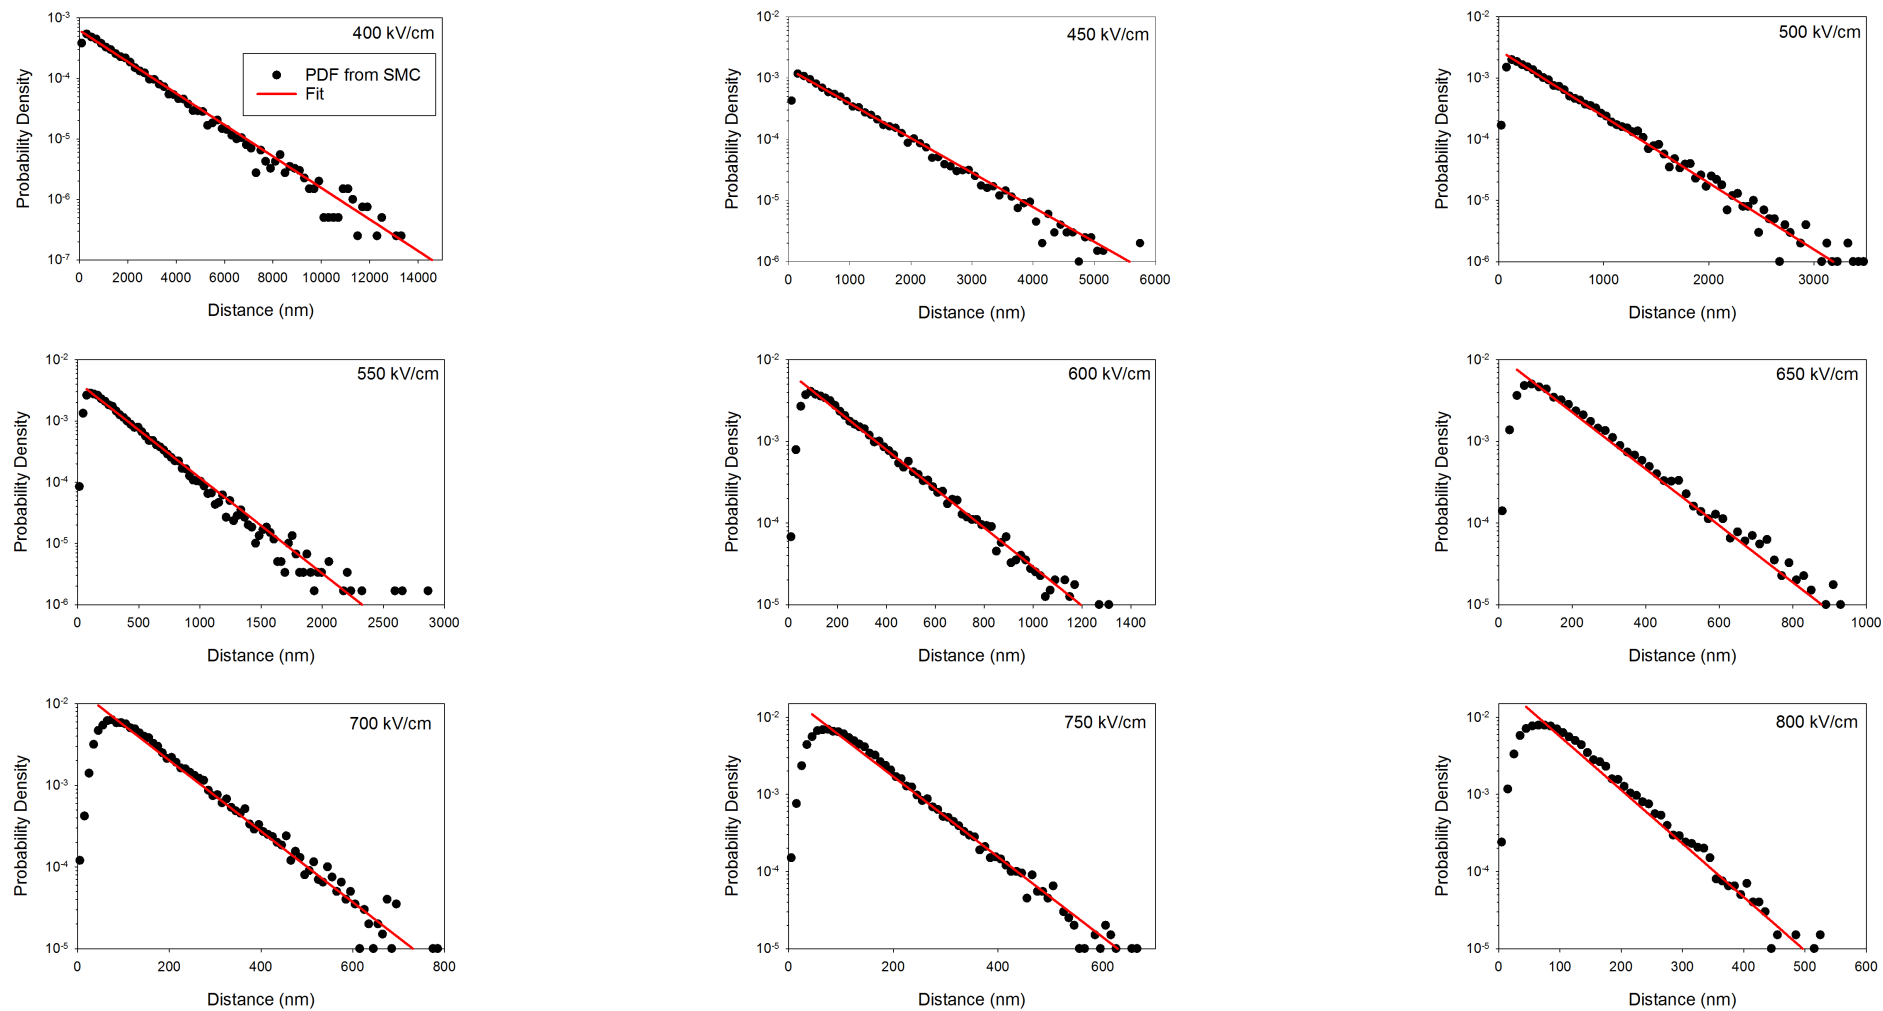 400 kV/cm
PDF from SMC
Fit
10-3
10-4
10-5
10-6
10-7
Probability Density
0 2000 4000 6000 8000 10000 12000 14000
Distance (nm)
450 kV/cm
10-2
10-3
10-4
10-5
10-6
Probability Density
0 1000 2000 3000 4000 5000 6000
Distance (nm)
500 kV/cm
10-2
10-3
10-4
10-5
10-6
Probability Density
0 1000 2000 3000
Distance (nm)
550 kV/cm
10-2
10-3
10-4
10-5
10-6
Probability Density
0 500 1000 1500 2000 2500 3000
Distance (nm)
600 kV/cm
10-2
10-3
10-4
10-5
Probability Density
0 200 400 600 800 1000 1200 1400
Distance (nm)
650 kV/cm
10-2
10-3
10-4
10-5
Probability Density
0 200 400 600 800 1000
Distance (nm)
700 kV/cm
10-2
10-3
10-4
10-5
Probability Density
0 200 400 600 800
Distance (nm)
750 kV/cm
10-2
10-3
10-4
10-5
Probability Density
0 200 400 600
Distance (nm)
800 kV/cm
10-2
10-3
10-4
10-5
Probability Density
0 100 200 300 400 500 600
Distance (nm)